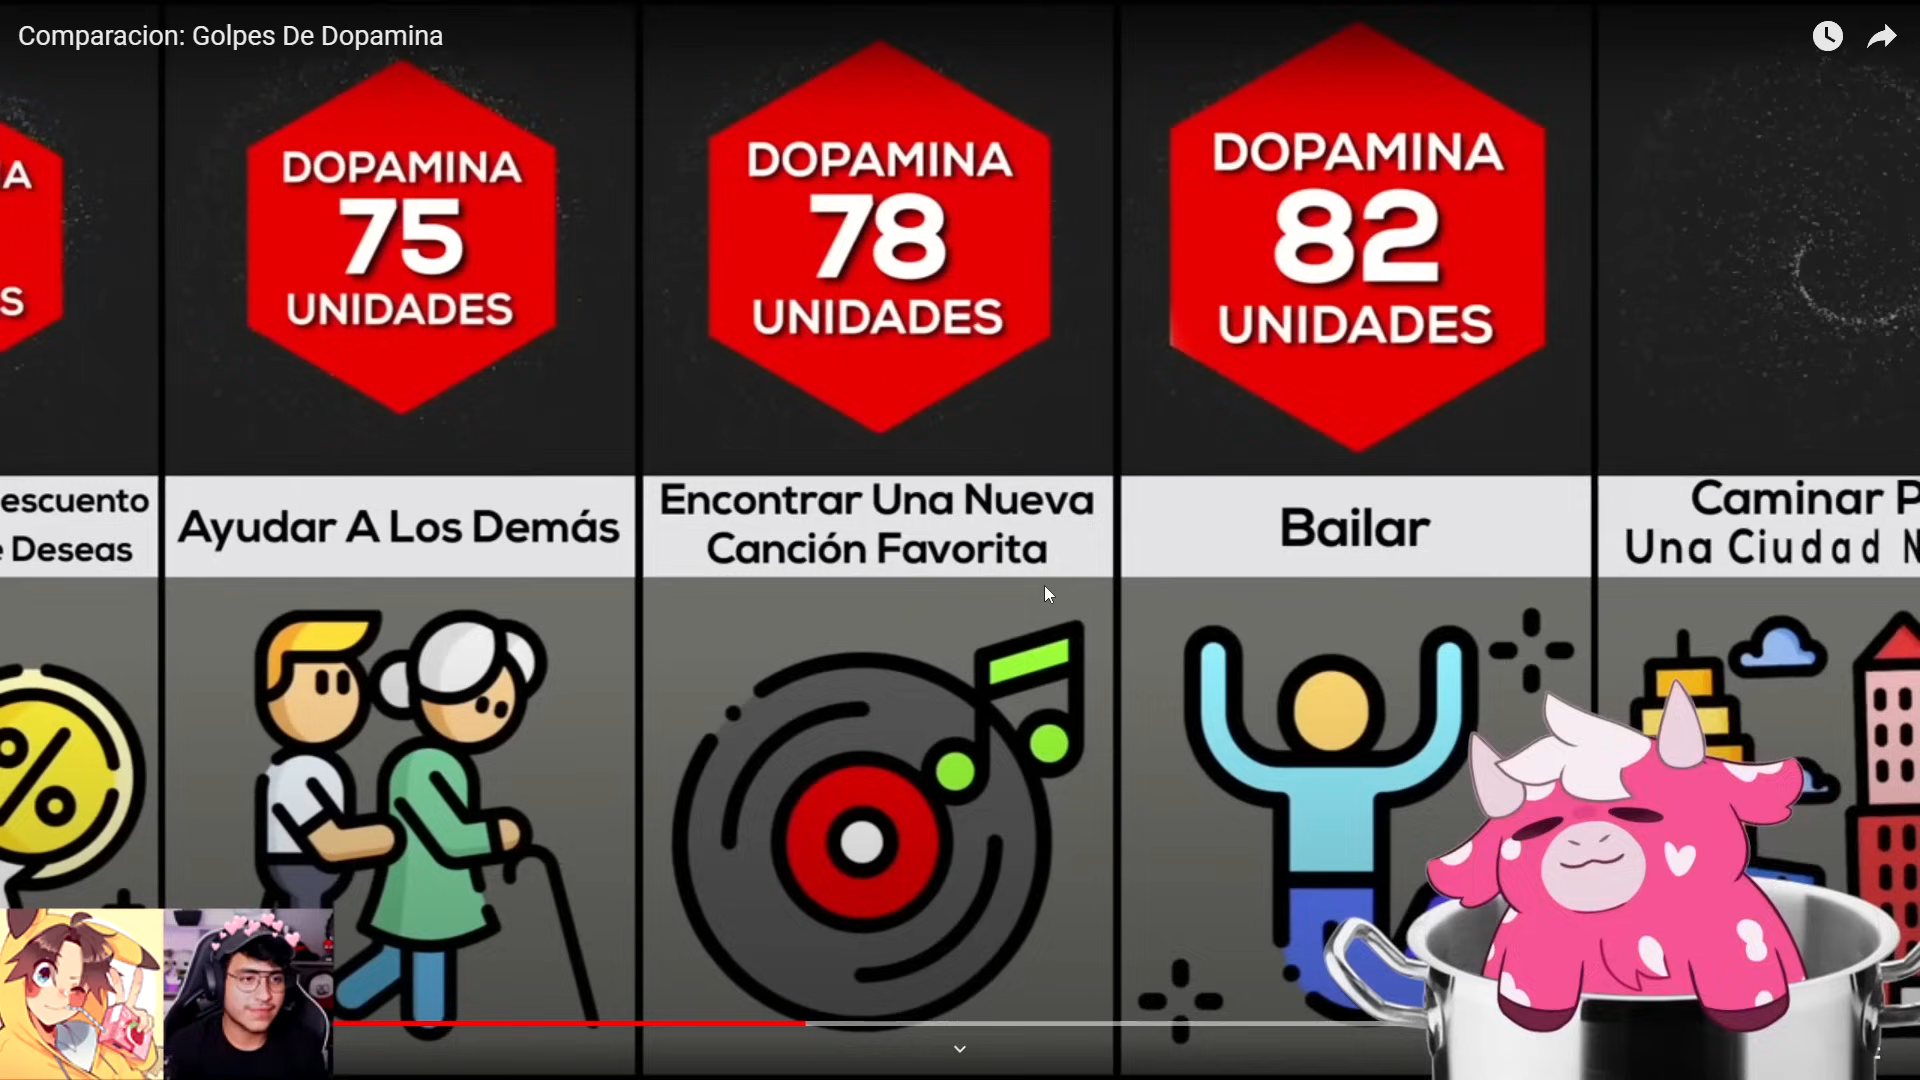 Comparacion: Golpes De Dopamina
DOPAMINA
75
UNIDADES
DOPAMINA
78
UNIDADES
DOPAMINA
82
UNIDADES
Deseas
Ayudar A Los Demás
Encontrar Una Nueva
Canción Favorita
Bailar
Caminar
Una Ciudad
%